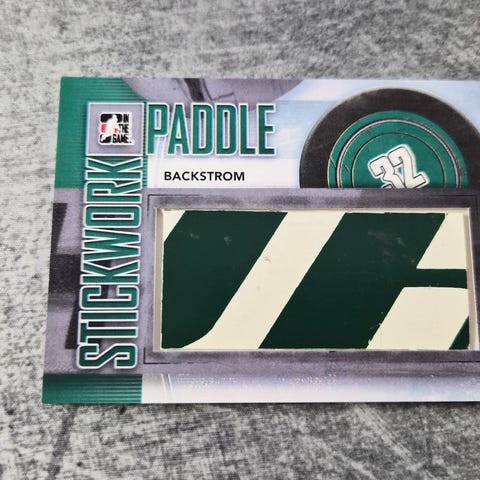 STICKWORK
IN
THE
GAME
PADDLE
BACKSTROM
32